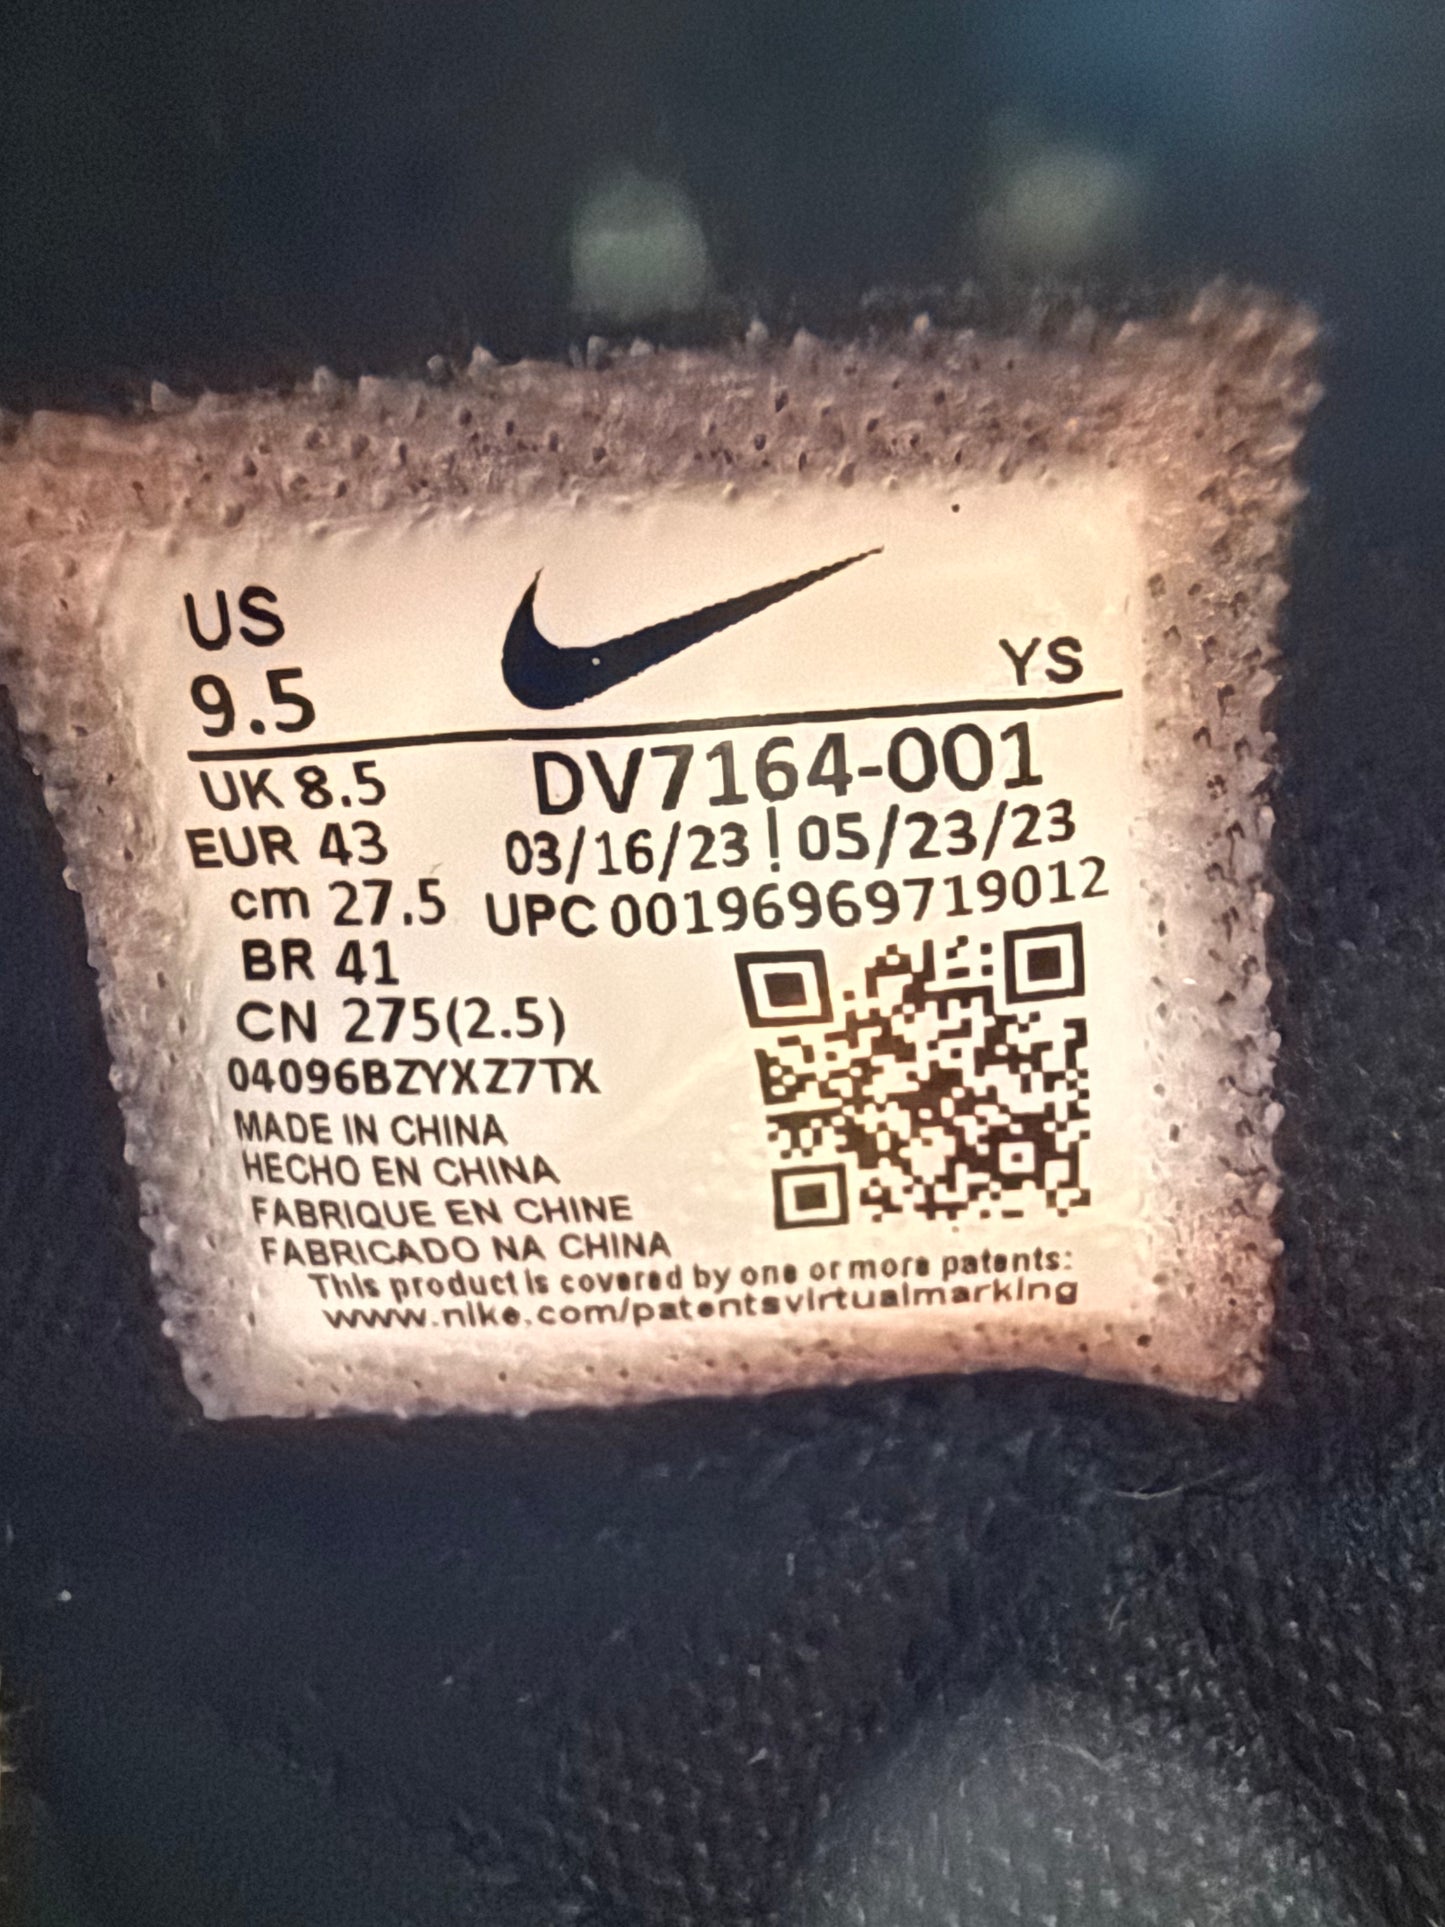 US
9.5
YS
UK 8.5
DV7164-001
EUR 43
03/16/23 | 05/23/23
cm 27.5
UPC 00196969719012
BR 41
CN 275(2.5)
04096BZYXZ7TX
MADE IN CHINA
HECHO EN CHINA
FABRIQUE EN CHINE
FABRICADO NA CHINA
This product is covered by one or more patents:
www.nike.com/patentsvirtualmarking